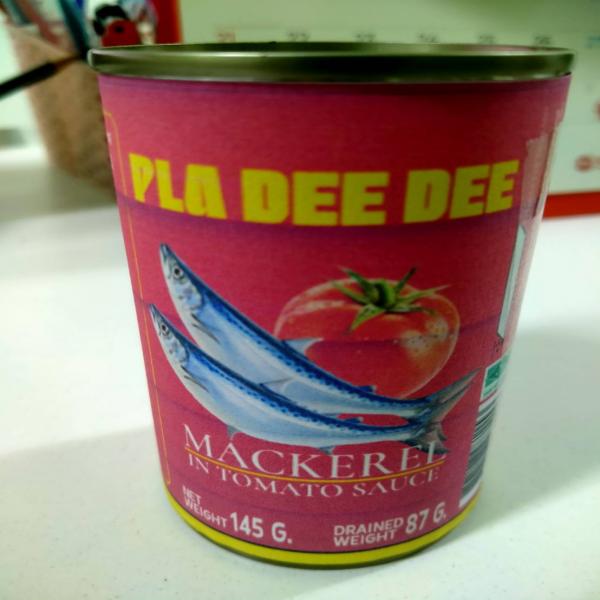 PLA DEE DEE
MACKEREL
IN TOMATO SAUCE
NET
WEIGHT 145 G.
DRAINED
WEIGHT 87 G.